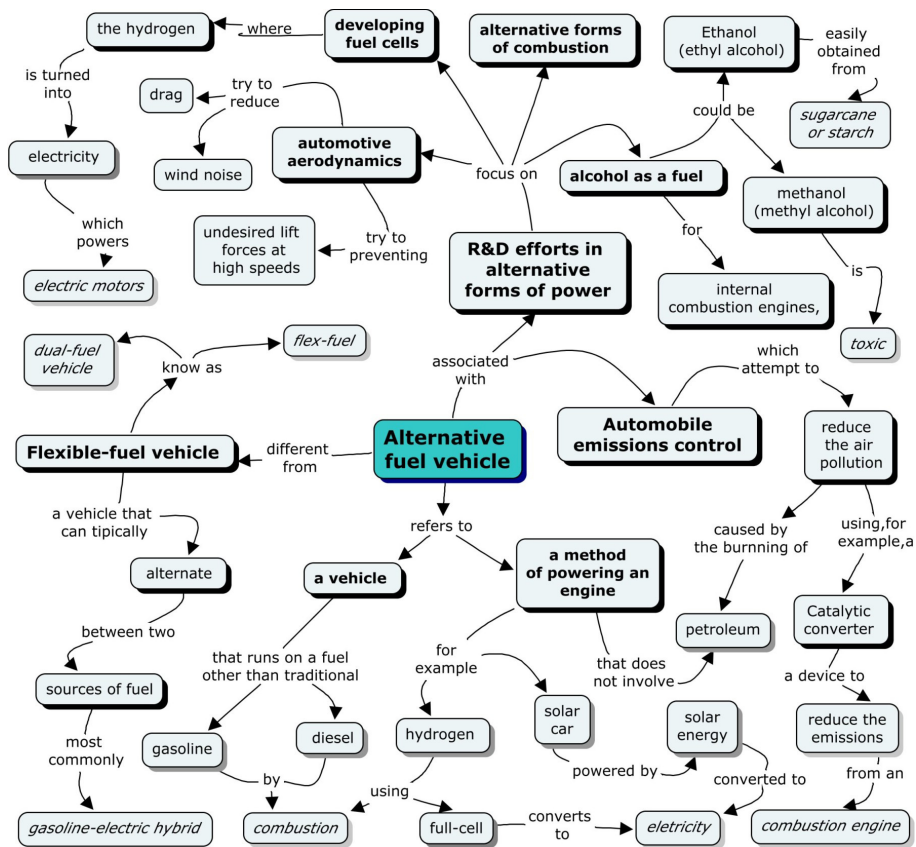 the hydrogen
where
developing
fuel cells
alternative forms
of combustion
Ethanol
(ethyl alcohol)
easily
obtained
from
is turned
into
drag
try to
reduce
automotive
aerodynamics
could be
sugarcane
or starch
electricity
wind noise
focus on
alcohol as a fuel
methanol
(methyl alcohol)
which
powers
undesired lift
forces at
high speeds
try to
preventing
R&D efforts in
alternative
forms of power
for
is
electric motors
internal
combustion engines,
toxic
dual-fuel
vehicle
know as
flex-fuel
associated
with
which
attempt to
Flexible-fuel vehicle
different
from
Alternative
fuel vehicle
Automobile
emissions control
reduce
the air
pollution
a vehicle that
can tipically
refers to
caused by
the burnning of
using,for
example,a
alternate
a vehicle
a method
of powering an
engine
between two
that runs on a fuel
other than traditional
for
example
that does
not involve
petroleum
Catalytic
converter
sources of fuel
a device to
most
commonly
gasoline
diesel
hydrogen
solar
car
solar
energy
reduce the
emissions
by
using
powered by
converted to
from an
gasoline-electric hybrid
combustion
full-cell
converts
to
eletricity
combustion engine